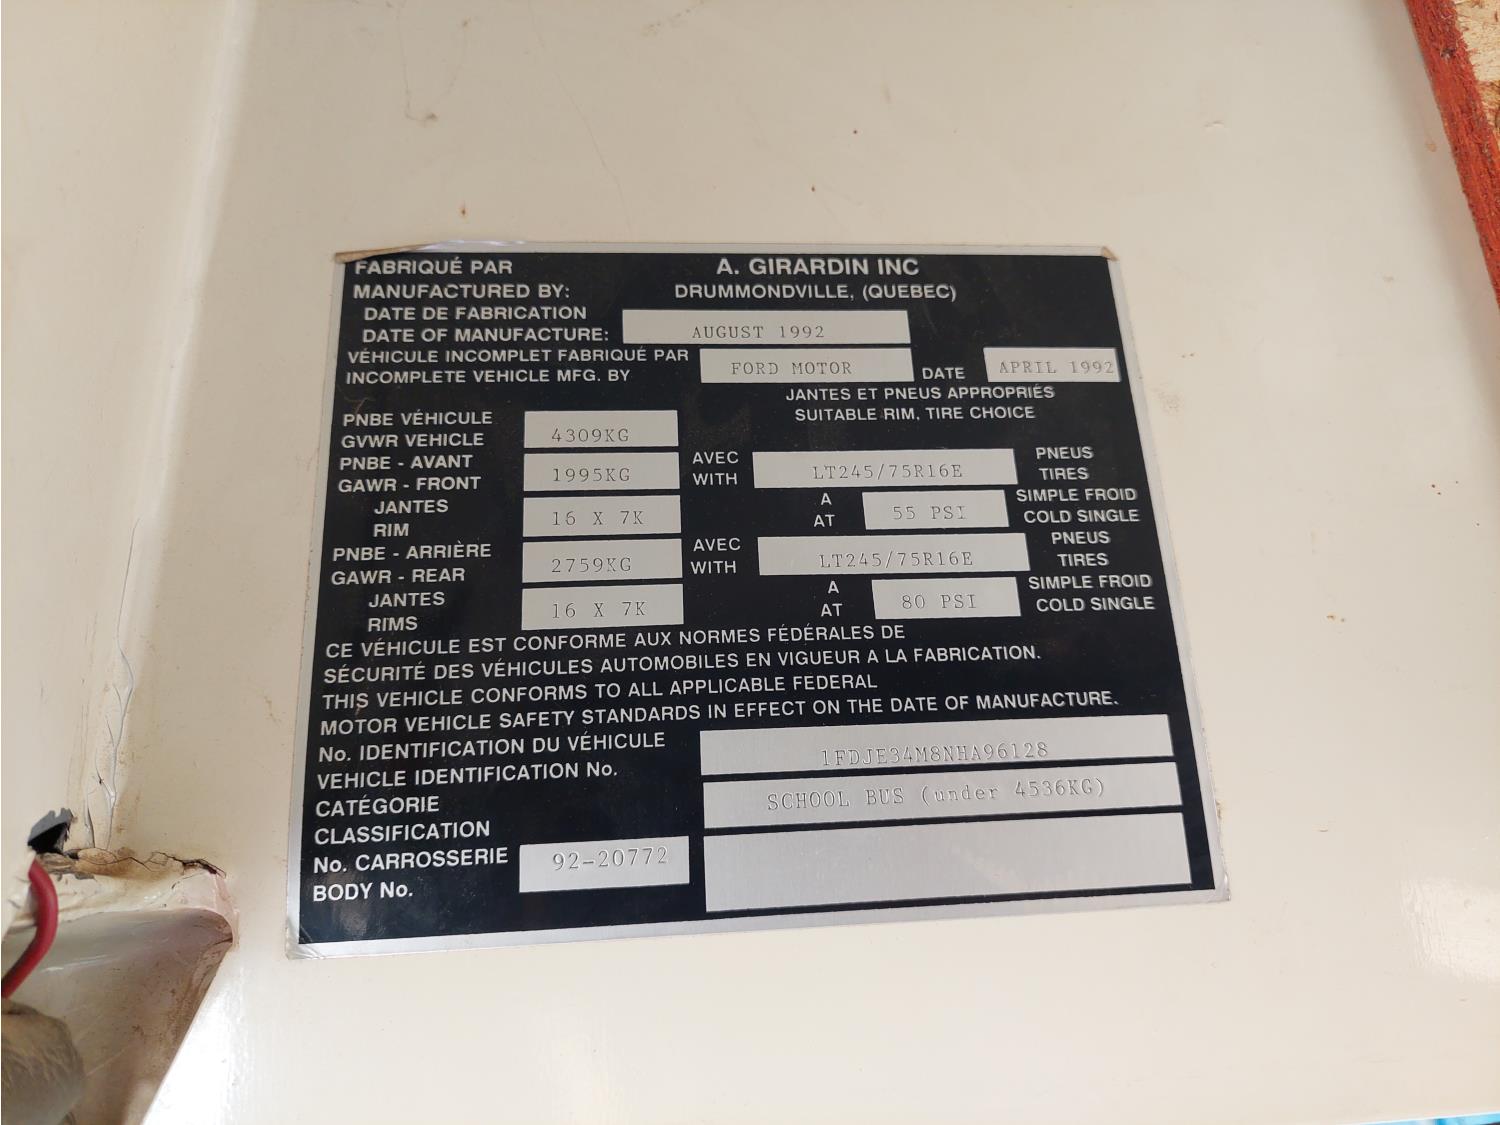 FABRIQUÉ PAR A. GIRARDIN INC
MANUFACTURED BY: DRUMMONDVILLE, (QUEBEC)
DATE DE FABRICATION
DATE OF MANUFACTURE: AUGUST 1992
VÉHICULE INCOMPLET FABRIQUÉ PAR
INCOMPLETE VEHICLE MFG. BY FORD MOTOR DATE APRIL 1992
JANTES ET PNEUS APPROPRIÉS
SUITABLE RIM, TIRE CHOICE
PNBE VÉHICULE
GVWR VEHICLE 4309KG
PNBE - AVANT AVEC PNEUS
GAWR - FRONT 1995KG WITH LT245/75R16E TIRES
JANTES A SIMPLE FROID
RIM 16 X 7K AT 55 PSI COLD SINGLE
PNBE - ARRIÈRE AVEC PNEUS
GAWR - REAR 2759KG WITH LT245/75R16E TIRES
JANTES A SIMPLE FROID
RIMS 16 X 7K AT 80 PSI COLD SINGLE
CE VÉHICULE EST CONFORME AUX NORMES FÉDÉRALES DE
SÉCURITÉ DES VÉHICULES AUTOMOBILES EN VIGUEUR A LA FABRICATION.
THIS VEHICLE CONFORMS TO ALL APPLICABLE FEDERAL
MOTOR VEHICLE SAFETY STANDARDS IN EFFECT ON THE DATE OF MANUFACTURE.
No. IDENTIFICATION DU VÉHICULE
VEHICLE IDENTIFICATION No. 1FDJE34M8NHA96128
CATÉGORIE
CLASSIFICATION SCHOOL BUS (under 4536KG)
No. CARROSSERIE
BODY No. 92-20772